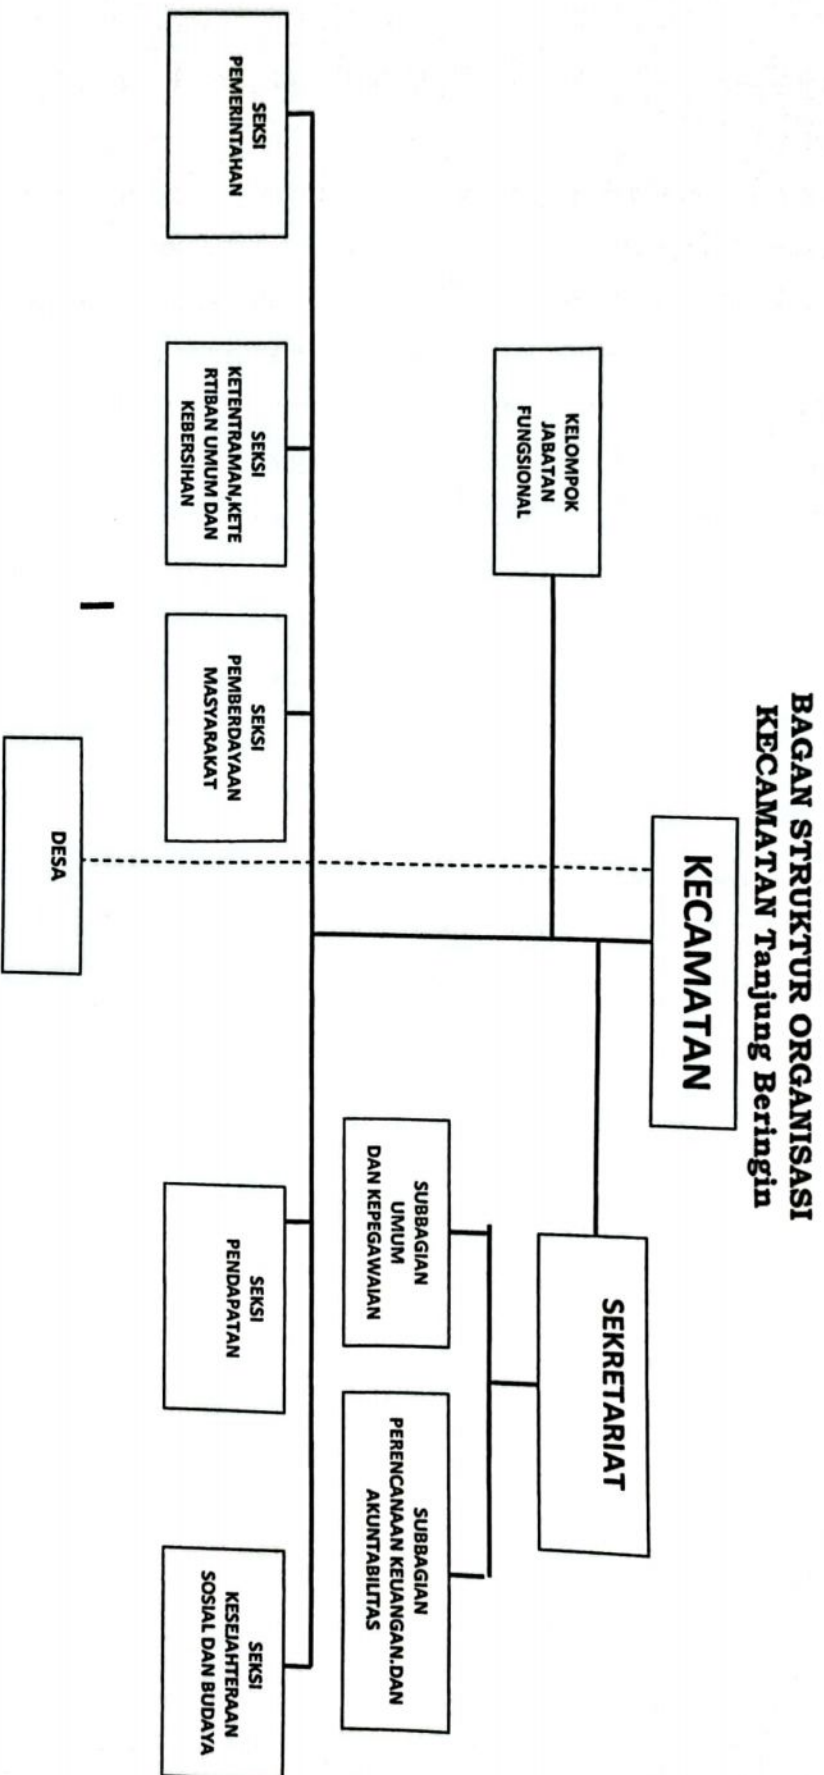 BAGAN STRUKTUR ORGANISASI
KECAMATAN Tanjung Beringin
KECAMATAN
KELOMPOK
JABATAN
FUNGSIONAL
SEKRETARIAT
SUBBAGIAN
UMUM
DAN KEPEGAWAIAN
SUBBAGIAN
PERENCANAAN KEUANGAN.DAN
AKUNTABILITAS
SEKSI
PEMERINTAHAN
SEKSI
KETENTRAMAN,KETE
RTIBAN UMUM DAN
KEBERSIHAN
SEKSI
PEMBERDAYAAN
MASYARAKAT
SEKSI
PENDAPATAN
SEKSI
KESEJAHTERAAN
SOSIAL DAN BUDAYA
DESA